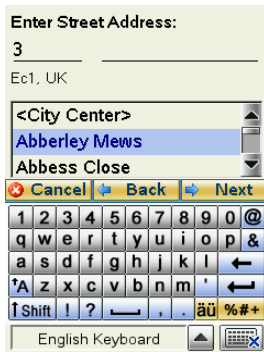 Enter Street Address:
3
Ec1, UK
<City Center>
Abberley Mews
Abbess Close
Cancel Back Next
1 2 3 4 5 6 7 8 9 0 @
q w e r t y u i o p &
a s d f g h j k l
↑A z x c v b n m '
⇧Shift ! ? , . äü %#+
English Keyboard